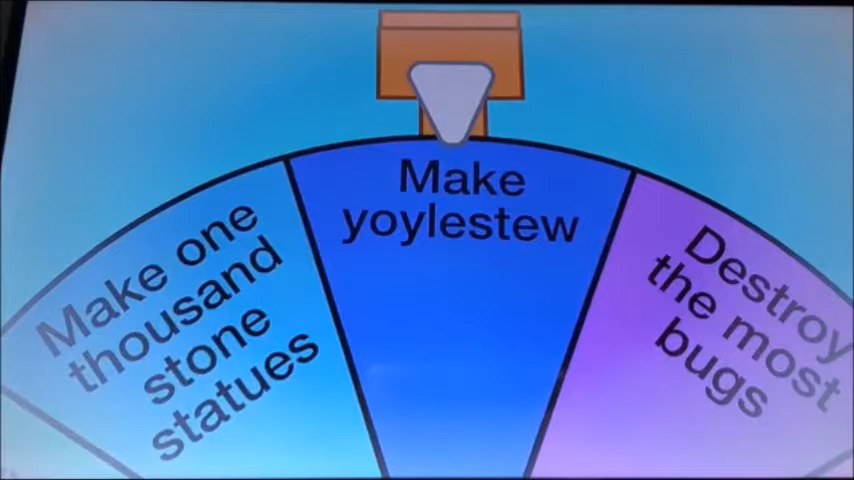 Make one
thousand
stone
statues
Make
yoylestew
Destroy
the most
bugs